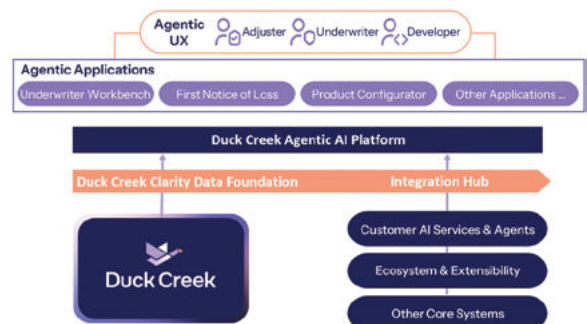 Agentic
UX
Adjuster
Underwriter
Developer
Agentic Applications
Underwriter Workbench
First Notice of Loss
Product Configurator
Other Applications ...
Duck Creek Agentic AI Platform
Duck Creek Clarity Data Foundation
Integration Hub
Duck Creek
Customer AI Services & Agents
Ecosystem & Extensibility
Other Core Systems